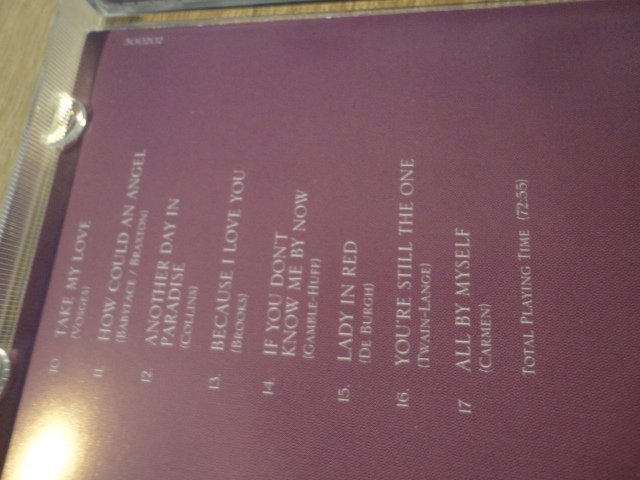 500202
10. TAKE MY LOVE
(VOSGES)
11. HOW COULD AN ANGEL
(BABYFACE / BRAXTON)
12. ANOTHER DAY IN
PARADISE
(COLLINS)
13. BECAUSE I LOVE YOU
(BROOKS)
14. IF YOU DON'T
KNOW ME BY NOW
(GAMBLE-HUFF)
15. LADY IN RED
(DE BURGH)
16. YOU'RE STILL THE ONE
(TWAIN-LANGE)
17 ALL BY MYSELF
(CARMEN)
TOTAL PLAYING TIME (72:55)